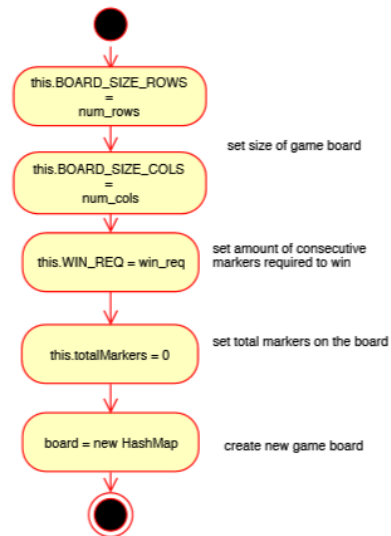 this.BOARD_SIZE_ROWS
=
num_rows
set size of game board
this.BOARD_SIZE_COLS
=
num_cols
this.WIN_REQ = win_req
set amount of consecutive
markers required to win
this.totalMarkers = 0
set total markers on the board
board = new HashMap
create new game board